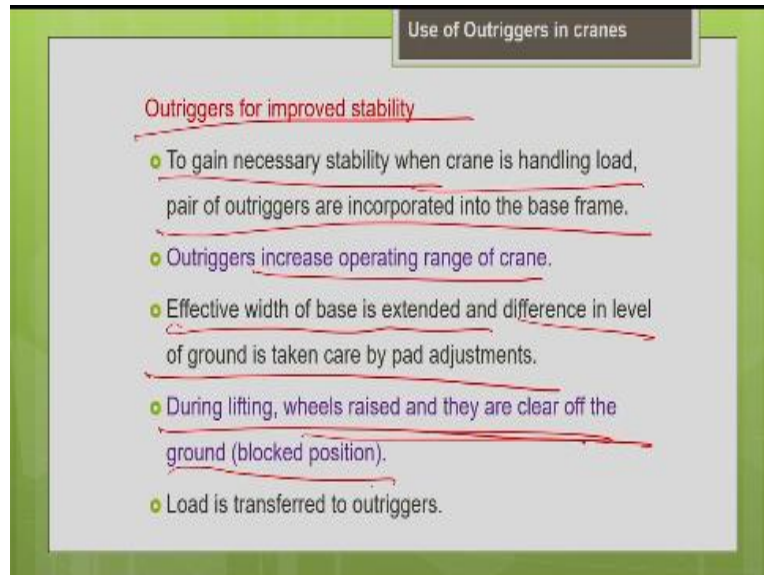 Use of Outriggers in cranes
Outriggers for improved stability
To gain necessary stability when crane is handling load,
pair of outriggers are incorporated into the base frame.
Outriggers increase operating range of crane.
Effective width of base is extended and difference in level
of ground is taken care by pad adjustments.
During lifting, wheels raised and they are clear off the
ground (blocked position).
Load is transferred to outriggers.